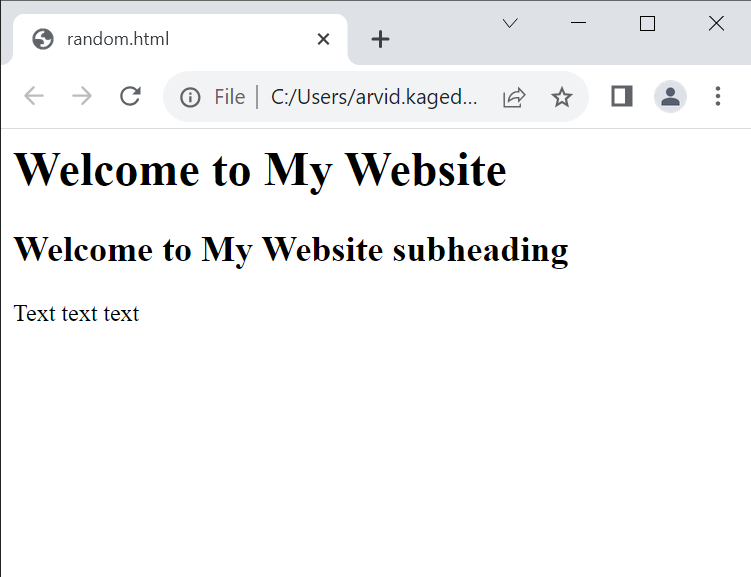 random.html
File | C:/Users/arvid.kaged...
Welcome to My Website
Welcome to My Website subheading
Text text text